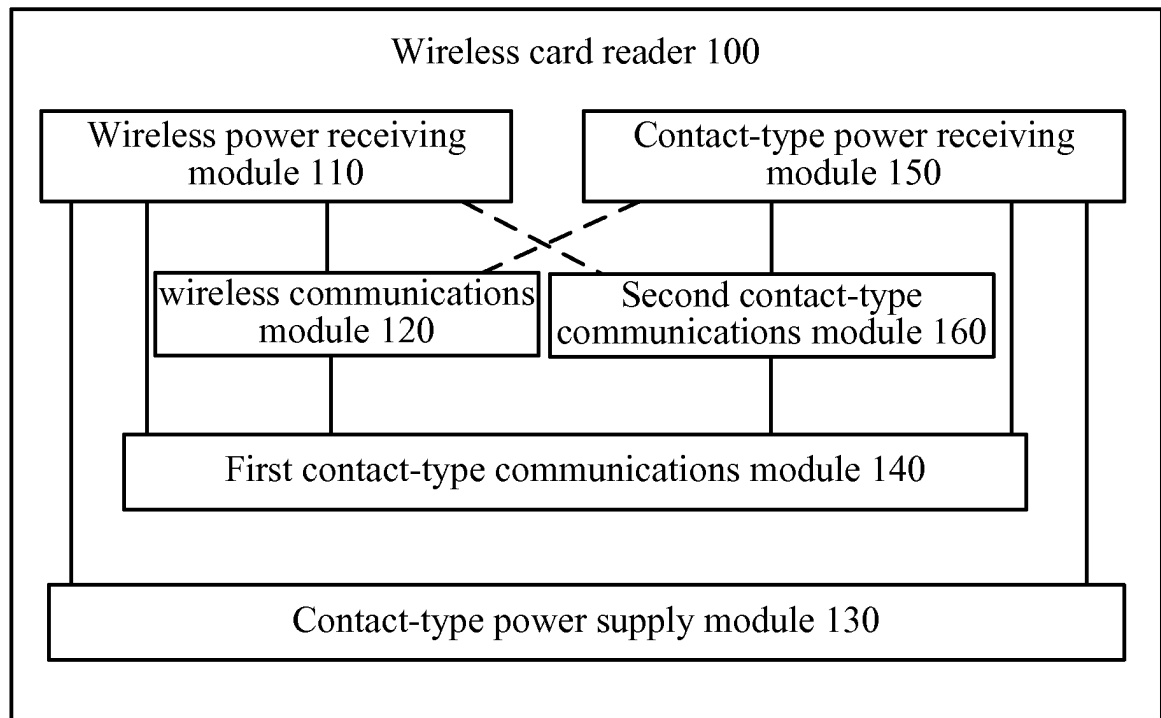 Wireless card reader 100
Wireless power receiving
module 110
Contact-type power receiving
module 150
wireless communications
module 120
Second contact-type
communications module 160
First contact-type communications module 140
Contact-type power supply module 130